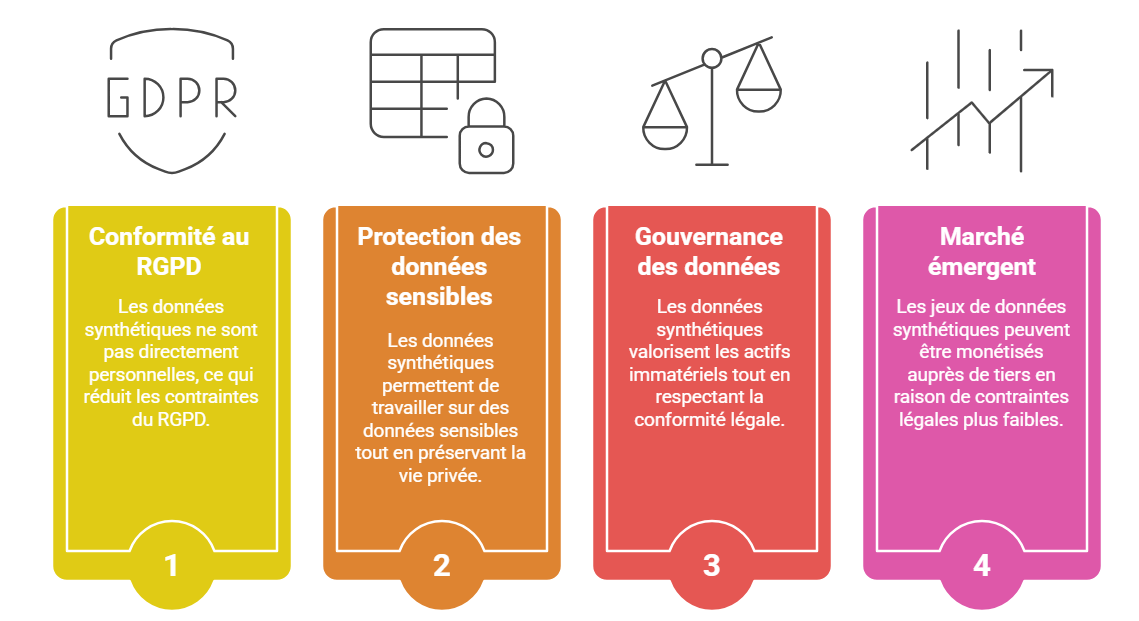 GDPR
Conformité au
RGPD
Les données
synthétiques ne sont
pas directement
personnelles, ce qui
réduit les contraintes
du RGPD.
1
Protection des
données
sensibles
Les données
synthétiques
permettent de
travailler sur des
données sensibles
tout en préservant la
vie privée.
2
Gouvernance
des données
Les données
synthétiques
valorisent les actifs
immatériels tout en
respectant la
conformité légale.
3
Marché
émergent
Les jeux de données
synthétiques peuvent
être monétisés
auprès de tiers en
raison de contraintes
légales plus faibles.
4